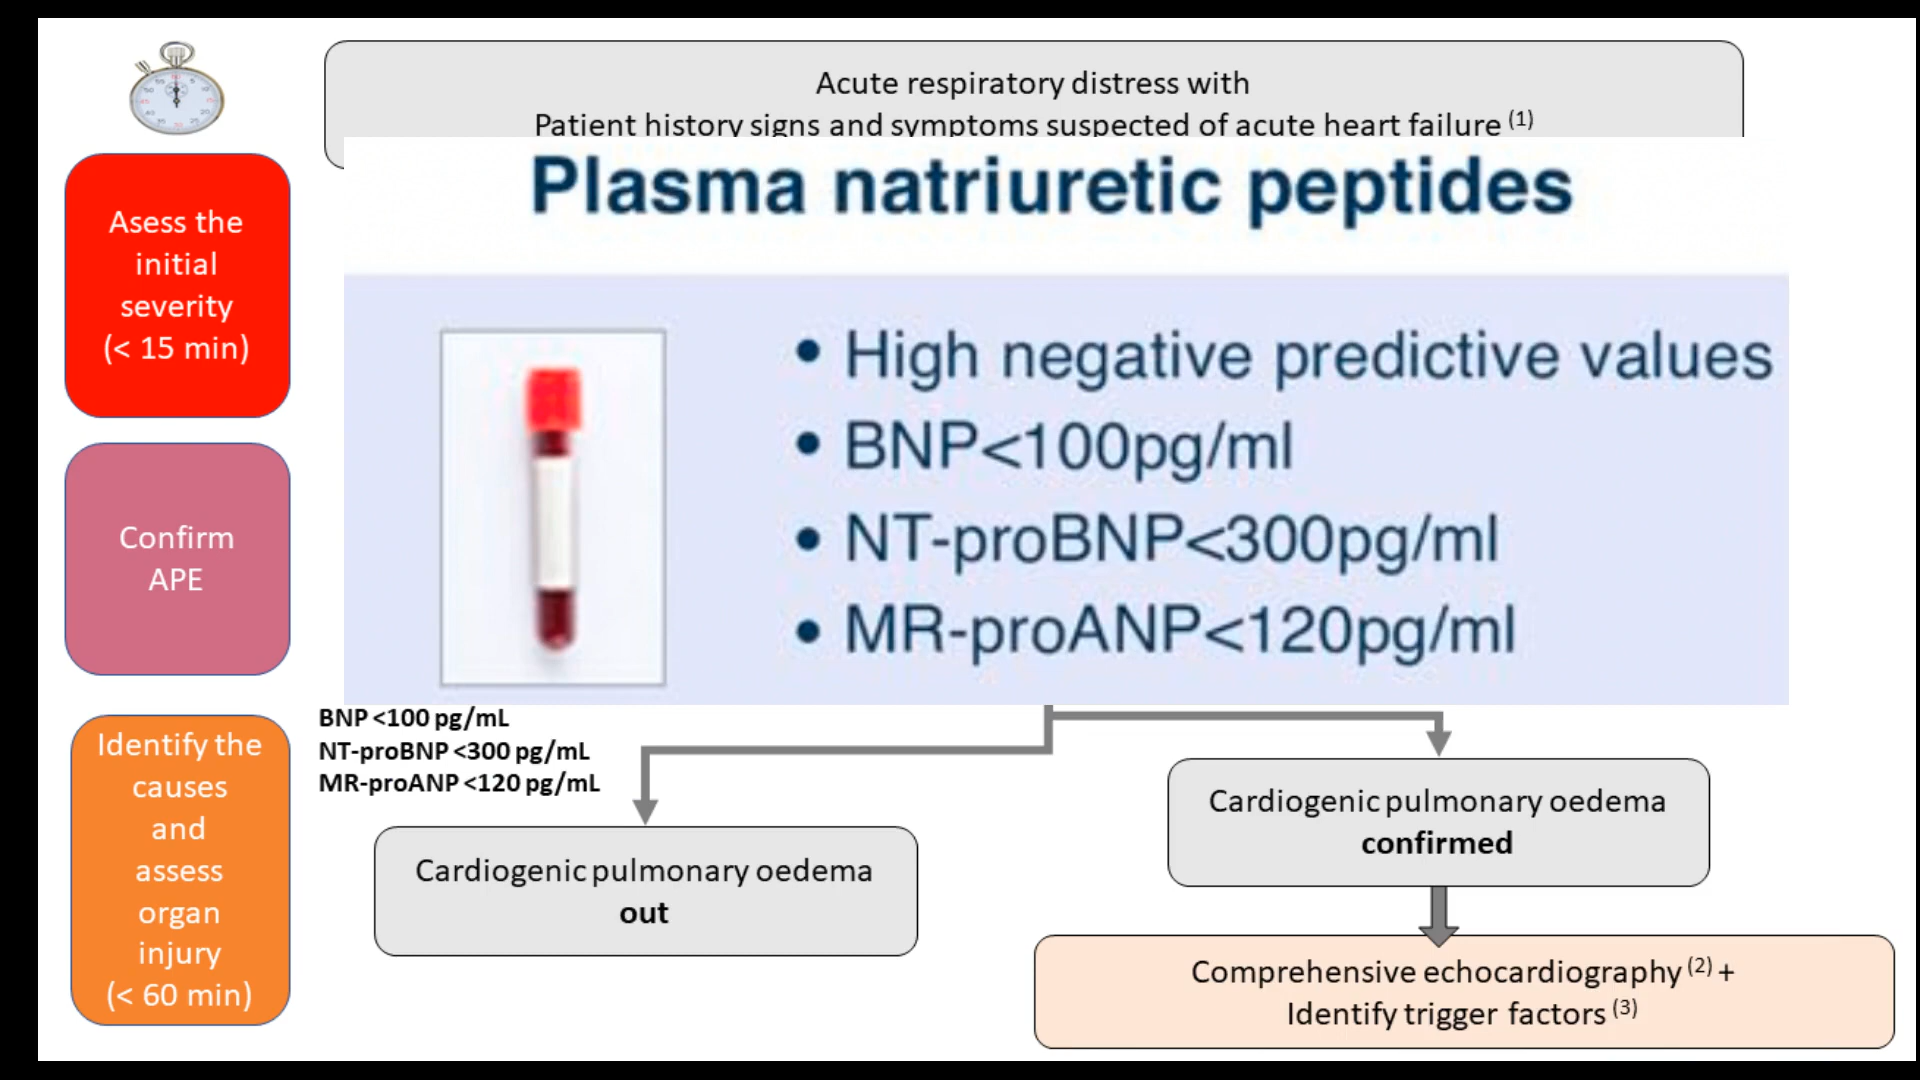 Acute respiratory distress with
Patient history signs and symptoms suspected of acute heart failure (1)
Plasma natriuretic peptides
Asess the
initial
severity
(< 15 min)
• High negative predictive values
• BNP<100pg/ml
• NT-proBNP<300pg/ml
• MR-proANP<120pg/ml
Confirm
APE
BNP <100 pg/mL
NT-proBNP <300 pg/mL
MR-proANP <120 pg/mL
Identify the
causes
and
assess
organ
injury
(< 60 min)
Cardiogenic pulmonary oedema
out
Cardiogenic pulmonary oedema
confirmed
Comprehensive echocardiography (2) +
Identify trigger factors (3)